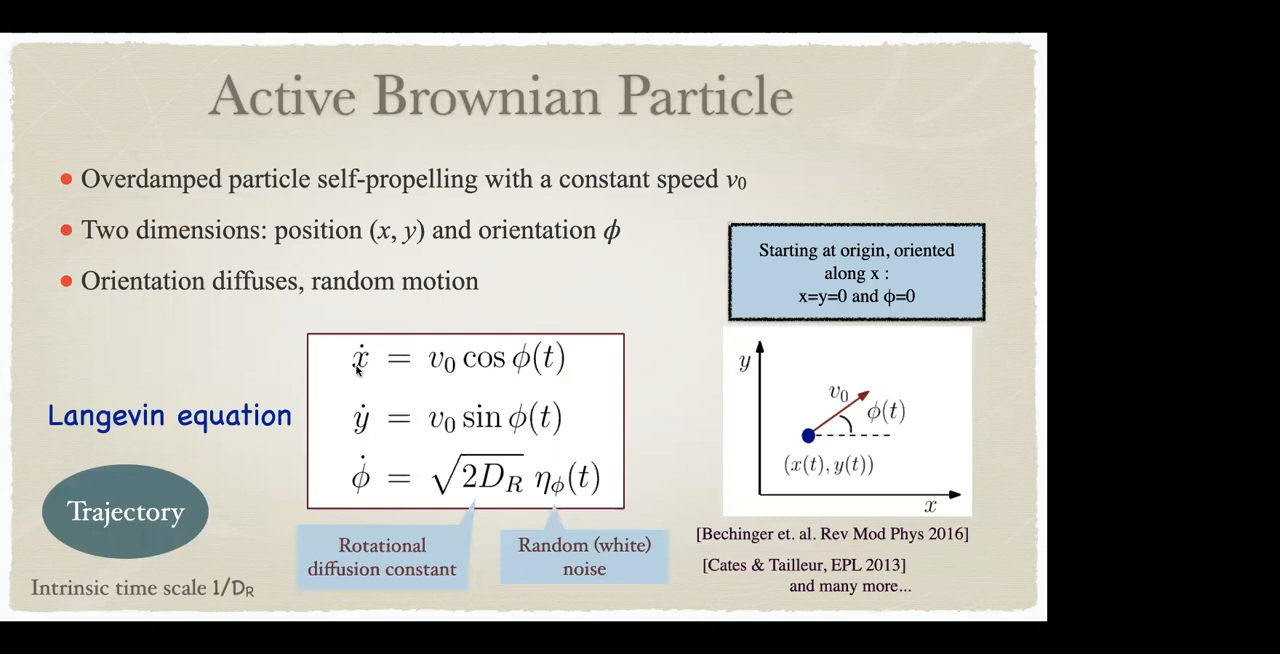 Active Brownian Particle
• Overdamped particle self-propelling with a constant speed v₀
• Two dimensions: position (x, y) and orientation ϕ
• Orientation diffuses, random motion
Starting at origin, oriented
along x :
x=y=0 and ϕ=0
ẋ = v₀ cos ϕ(t)
ẏ = v₀ sin ϕ(t)
ϕ̇ = √(2D_R) η_ϕ(t)
Langevin equation
Trajectory
Intrinsic time scale 1/D_R
Rotational
diffusion constant
Random (white)
noise
y
v₀
ϕ(t)
(x(t), y(t))
x
[Bechinger et. al. Rev Mod Phys 2016]
[Cates & Tailleur, EPL 2013]
and many more...